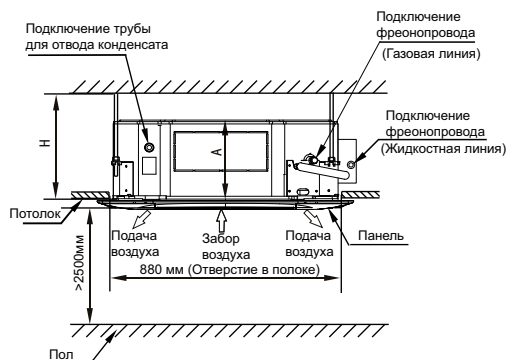 Подключение трубы
для отвода конденсата
Подключение
фреонопровода
(Газовая линия)
H
A
Подключение
фреонопровода
(Жидкостная линия)
Потолок
Подача
воздуха
Забор
воздуха
Подача
воздуха
Панель
880 мм (Отверстие в полоке)
>2500мм
Пол